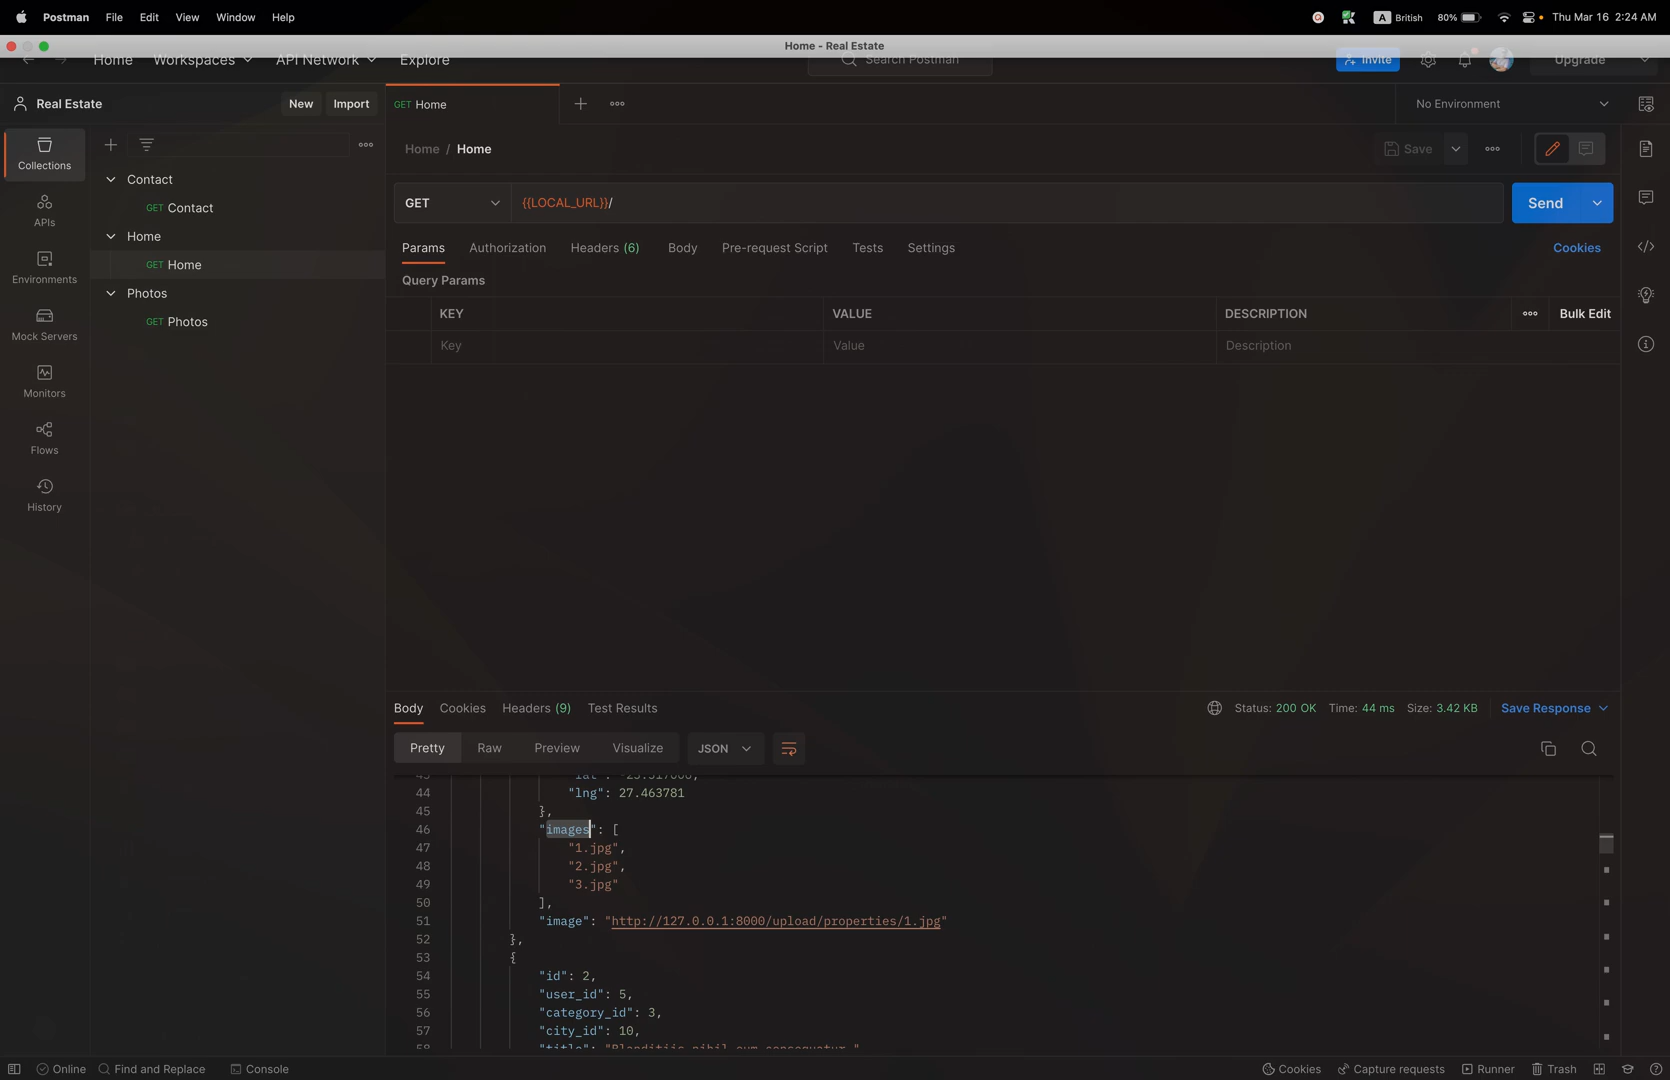 Postman File Edit View Window Help
A British 80% Thu Mar 16 2:24 AM
Home - Real Estate
Home Workspaces API Network Explore
Search Postman
Invite
Upgrade
Real Estate New Import
GET Home
No Environment
Collections
APIs
Environments
Mock Servers
Monitors
Flows
History
Contact
GET Contact
Home
GET Home
Photos
GET Photos
Home / Home
Save
GET {{LOCAL_URL}}/
Send
Params Authorization Headers (6) Body Pre-request Script Tests Settings
Cookies
Query Params
KEY VALUE DESCRIPTION Bulk Edit
Key Value Description
Body Cookies Headers (9) Test Results
Status: 200 OK Time: 44 ms Size: 3.42 KB Save Response
Pretty Raw Preview Visualize JSON
44 "lng": 27.463781
45 },
46 "images": [
47 "1.jpg",
48 "2.jpg",
49 "3.jpg"
50 ],
51 "image": "http://127.0.0.1:8000/upload/properties/1.jpg"
52 },
53 {
54 "id": 2,
55 "user_id": 5,
56 "category_id": 3,
57 "city_id": 10,
Online Find and Replace Console
Cookies Capture requests Runner Trash